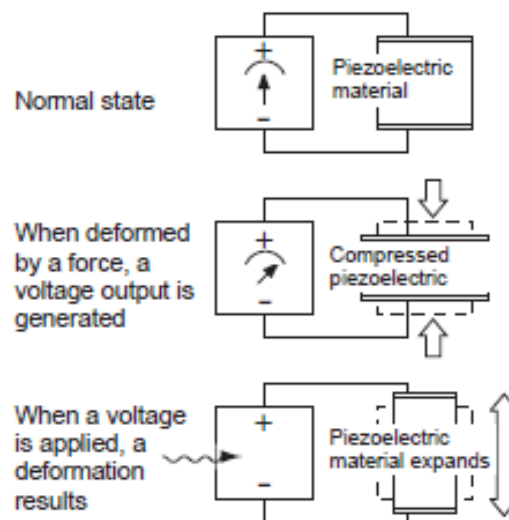 +
Piezoelectric
material
Normal state
−
When deformed
by a force, a
voltage output is
generated
+
Compressed
piezoelectric
−
When a voltage
is applied, a
deformation
results
+
Piezoelectric
material expands
−